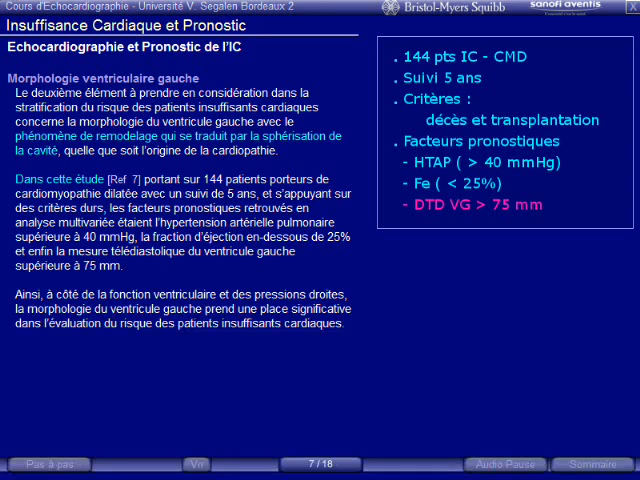 Cours d'Echocardiographie - Université V. Segalen Bordeaux 2
Bristol-Myers Squibb
sanofi aventis
X
Insuffisance Cardiaque et Pronostic
Echocardiographie et Pronostic de l'IC
Morphologie ventriculaire gauche
Le deuxième élément à prendre en considération dans la
stratification du risque des patients insuffisants cardiaques
concerne la morphologie du ventricule gauche avec le
phénomène de remodelage qui se traduit par la sphérisation de
la cavité, quelle que soit l'origine de la cardiopathie.
Dans cette étude [Ref 7] portant sur 144 patients porteurs de
cardiomyopathie dilatée avec un suivi de 5 ans, et s'appuyant sur
des critères durs, les facteurs pronostiques retrouvés en
analyse multivariée étaient l'hypertension artérielle pulmonaire
supérieure à 40 mmHg, la fraction d'éjection en-dessous de 25%
et enfin la mesure télédiastolique du ventricule gauche
supérieure à 75 mm.
Ainsi, à côté de la fonction ventriculaire et des pressions droites,
la morphologie du ventricule gauche prend une place significative
dans l'évaluation du risque des patients insuffisants cardiaques.
. 144 pts IC - CMD
. Suivi 5 ans
. Critères :
décès et transplantation
. Facteurs pronostiques
- HTAP ( > 40 mmHg)
- Fe ( < 25%)
- DTD VG > 75 mm
Pas à pas
Vrf
7 / 18
Audio Pause
Sommaire